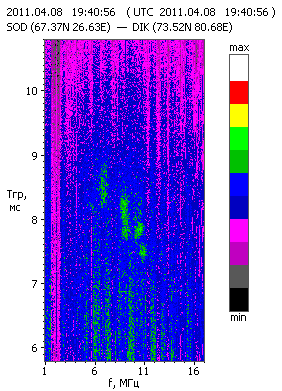 2011.04.08 19:40:56 (UTC 2011.04.08 19:40:56)
SOD (67.37N 26.63E) — DIK (73.52N 80.68E)
max
10
9
Тгр,
мс
8
7
6
min
1 6 11 16
f, МГц